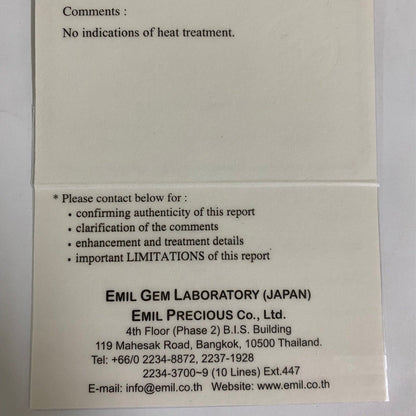 Comments :
No indications of heat treatment.
* Please contact below for :
• confirming authenticity of this report
• clarification of the comments
• enhancement and treatment details
• important LIMITATIONS of this report
EMIL GEM LABORATORY (JAPAN)
EMIL PRECIOUS Co., Ltd.
4th Floor (Phase 2) B.I.S. Building
119 Mahesak Road, Bangkok, 10500 Thailand.
Tel: +66/0 2234-8872, 2237-1928
2234-3700~9 (10 Lines) Ext.447
E-mail: info@emil.co.th Website: www.emil.co.th